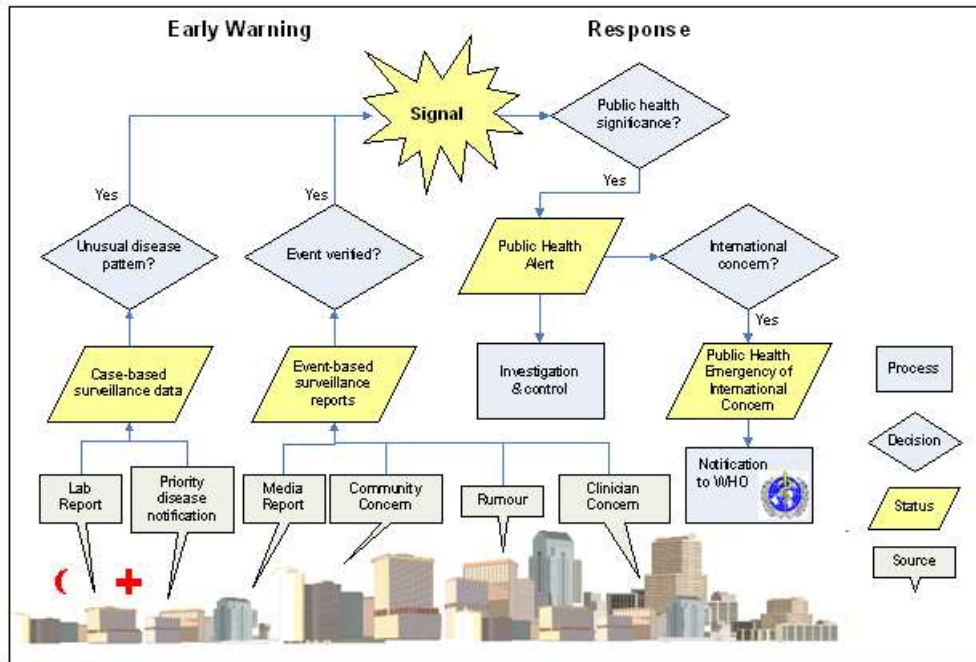 Early Warning
Response
Signal
Public health
significance?
Yes
Yes
Yes
Unusual disease
pattern?
Event verified?
Public Health
Alert
International
concern?
Yes
Case-based
surveillance data
Event-based
surveillance
reports
Investigation
& control
Public Health
Emergency of
International
Concern
Process
Decision
Lab
Report
Priority
disease
notification
Media
Report
Community
Concern
Rumour
Clinician
Concern
Notification
to WHO
Status
Source